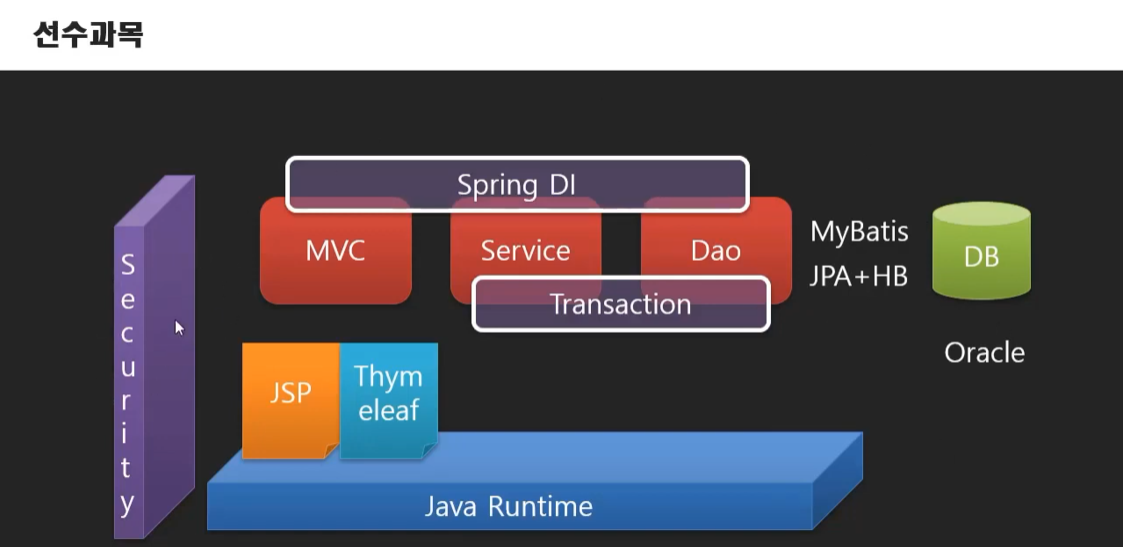 선수과목
Spring DI
MVC
Service
Dao
MyBatis
JPA+HB
DB
Transaction
Oracle
Security
JSP
Thym
eleaf
Java Runtime